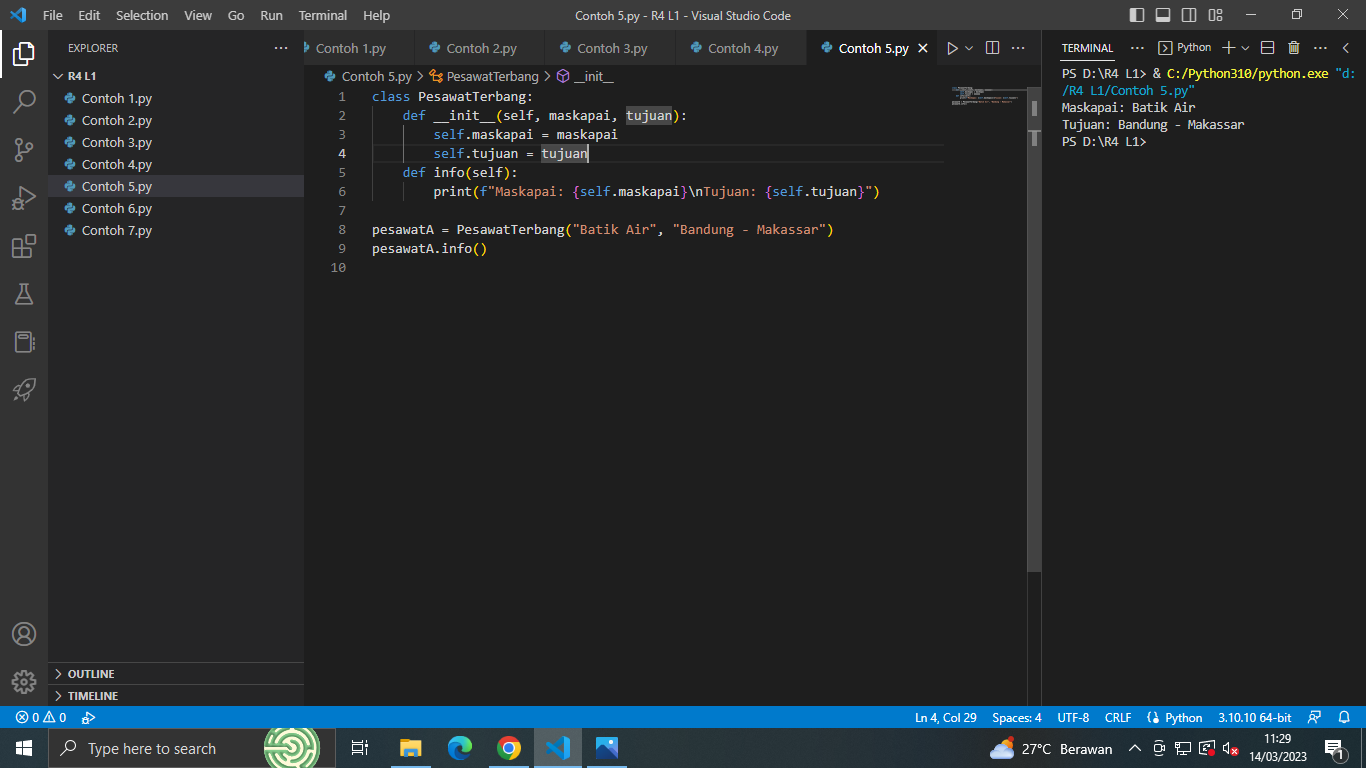 File Edit Selection View Go Run Terminal Help
Contoh 5.py - R4 L1 - Visual Studio Code
EXPLORER
R4 L1
Contoh 1.py
Contoh 2.py
Contoh 3.py
Contoh 4.py
Contoh 5.py
Contoh 6.py
Contoh 7.py
OUTLINE
TIMELINE
Contoh 1.py Contoh 2.py Contoh 3.py Contoh 4.py Contoh 5.py
Contoh 5.py > PesawatTerbang > __init__
1 class PesawatTerbang:
2 def __init__(self, maskapai, tujuan):
3 self.maskapai = maskapai
4 self.tujuan = tujuan
5 def info(self):
6 print(f"Maskapai: {self.maskapai}\nTujuan: {self.tujuan}")
7
8 pesawatA = PesawatTerbang("Batik Air", "Bandung - Makassar")
9 pesawatA.info()
10
TERMINAL Python
PS D:\R4 L1> & C:/Python310/python.exe "d:
/R4 L1/Contoh 5.py"
Maskapai: Batik Air
Tujuan: Bandung - Makassar
PS D:\R4 L1>
0 0 Ln 4, Col 29 Spaces: 4 UTF-8 CRLF Python 3.10.10 64-bit
Type here to search
27°C Berawan
11:29
14/03/2023
1